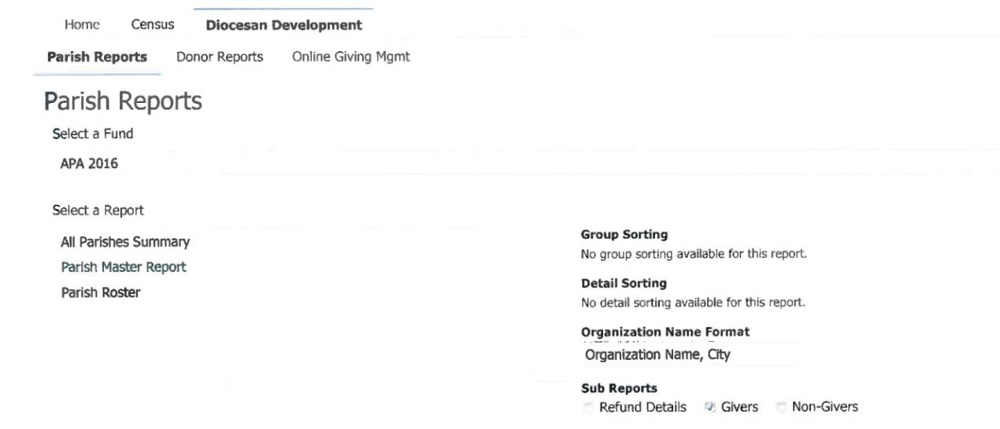 Home Census Diocesan Development
Parish Reports Donor Reports Online Giving Mgmt
Parish Reports
Select a Fund
APA 2016
Select a Report
All Parishes Summary
Parish Master Report
Parish Roster
Group Sorting
No group sorting available for this report.
Detail Sorting
No detail sorting available for this report.
Organization Name Format
Organization Name, City
Sub Reports
Refund Details Givers Non-Givers